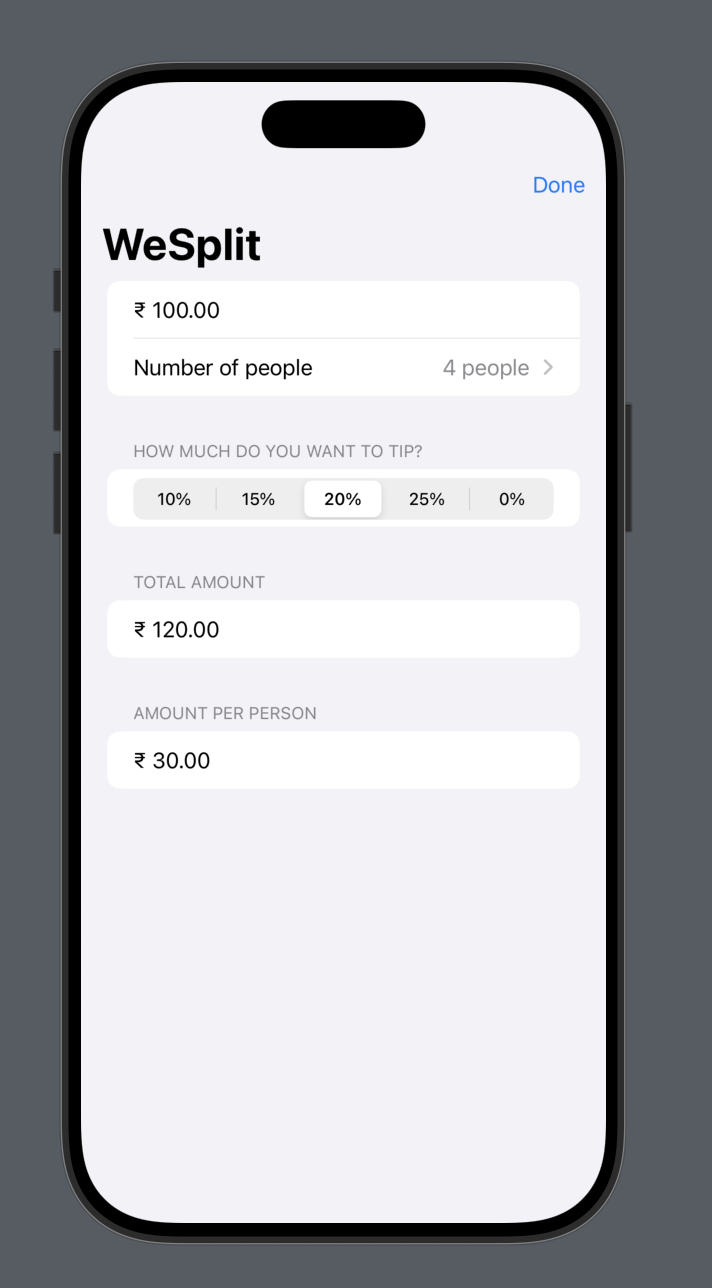 Done
WeSplit
₹ 100.00
Number of people 4 people
HOW MUCH DO YOU WANT TO TIP?
10% 15% 20% 25% 0%
TOTAL AMOUNT
₹ 120.00
AMOUNT PER PERSON
₹ 30.00